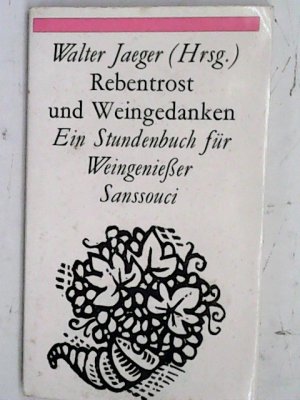 Walter Jaeger (Hrsg.)
Rebentrost
und Weingedanken
Ein Stundenbuch für
Weingenießer
Sanssouci